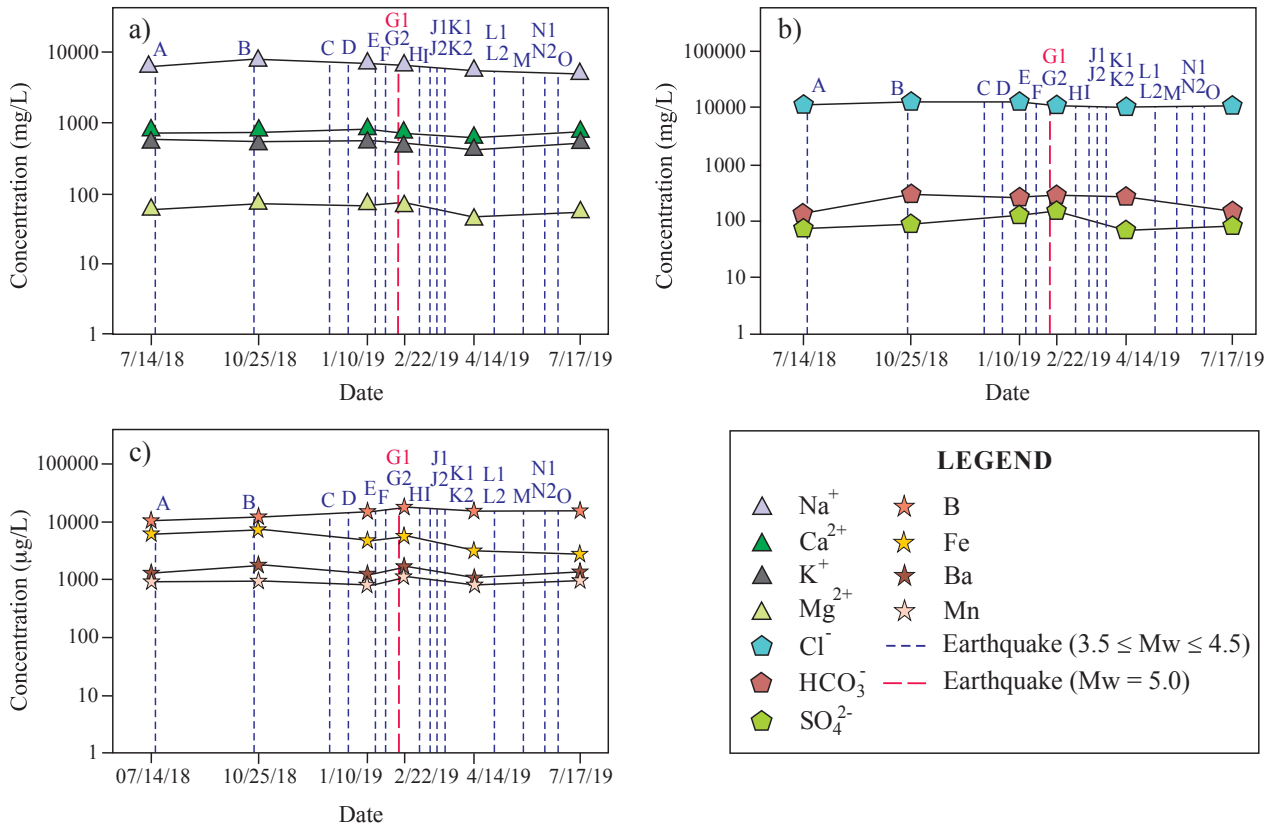 a)
G1
G2
A
B
C
D
E
F
HI
J1K1
J2K2
L1
L2
M
N1
N2O
10000
1000
100
10
1
Concentration (mg/L)
7/14/18
10/25/18
1/10/19
2/22/19
4/14/19
7/17/19
Date
b)
G1
G2
A
B
C
D
E
F
HI
J1
J2
K1
K2
L1
L2M
N1
N2O
100000
10000
1000
100
10
1
Concentration (mg/L)
7/14/18
10/25/18
1/10/19
2/22/19
4/14/19
7/17/19
Date
c)
G1
G2
A
B
C
D
E
F
HI
J1
J2
K1
K2
L1
L2
M
N1
N2O
100000
10000
1000
100
10
1
Concentration (µg/L)
07/14/18
10/25/18
1/10/19
2/22/19
4/14/19
7/17/19
Date
LEGEND
Na⁺
Ca²⁺
K⁺
Mg²⁺
Cl⁻
HCO₃⁻
SO₄²⁻
B
Fe
Ba
Mn
Earthquake (3.5 ≤ Mw ≤ 4.5)
Earthquake (Mw = 5.0)